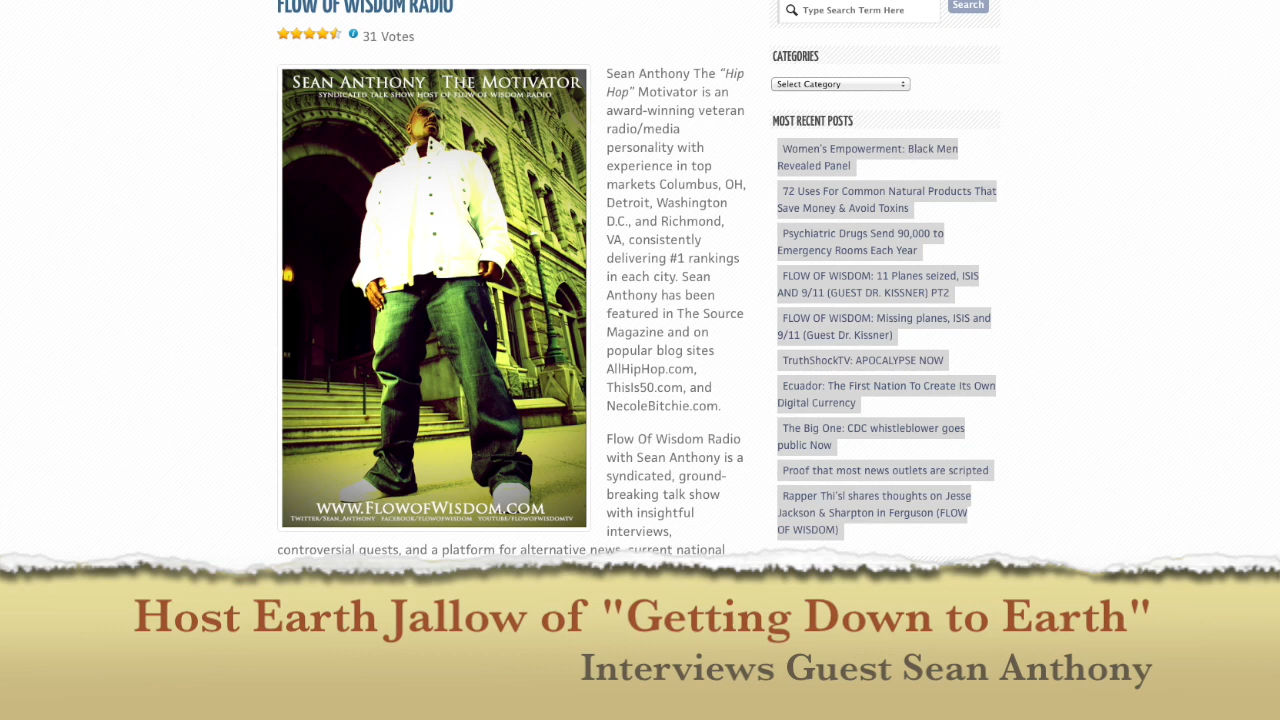 FLOW OF WISDOM RADIO
31 Votes
SEAN ANTHONY THE MOTIVATOR
SYNDICATED TALK SHOW HOST OF FLOW OF WISDOM RADIO
WWW.FLOWOFWISDOM.COM
TWITTER/SEAN_ANTHONY FACEBOOK/FLOWOFWISDOM YOUTUBE/FLOWOFWISDOMTV
Sean Anthony The “Hip
Hop” Motivator is an
award-winning veteran
radio/media
personality with
experience in top
markets Columbus, OH,
Detroit, Washington
D.C., and Richmond,
VA, consistently
delivering #1 rankings
in each city. Sean
Anthony has been
featured in The Source
Magazine and on
popular blog sites
AllHipHop.com,
ThisIs50.com, and
NecoleBitchie.com.
Flow Of Wisdom Radio
with Sean Anthony is a
syndicated, ground-
breaking talk show
with insightful
interviews,
controversial guests, and a platform for alternative news, current national
Type Search Term Here
Search
CATEGORIES
Select Category
MOST RECENT POSTS
Women's Empowerment: Black Men
Revealed Panel
72 Uses For Common Natural Products That
Save Money & Avoid Toxins
Psychiatric Drugs Send 90,000 to
Emergency Rooms Each Year
FLOW OF WISDOM: 11 Planes seized, ISIS
AND 9/11 (GUEST DR. KISSNER) PT2
FLOW OF WISDOM: Missing planes, ISIS and
9/11 (Guest Dr. Kissner)
TruthShockTV: APOCALYPSE NOW
Ecuador: The First Nation To Create Its Own
Digital Currency
The Big One: CDC whistleblower goes
public Now
Proof that most news outlets are scripted
Rapper Thi'sl shares thoughts on Jesse
Jackson & Sharpton in Ferguson (FLOW
OF WISDOM)
Host Earth Jallow of "Getting Down to Earth"
Interviews Guest Sean Anthony